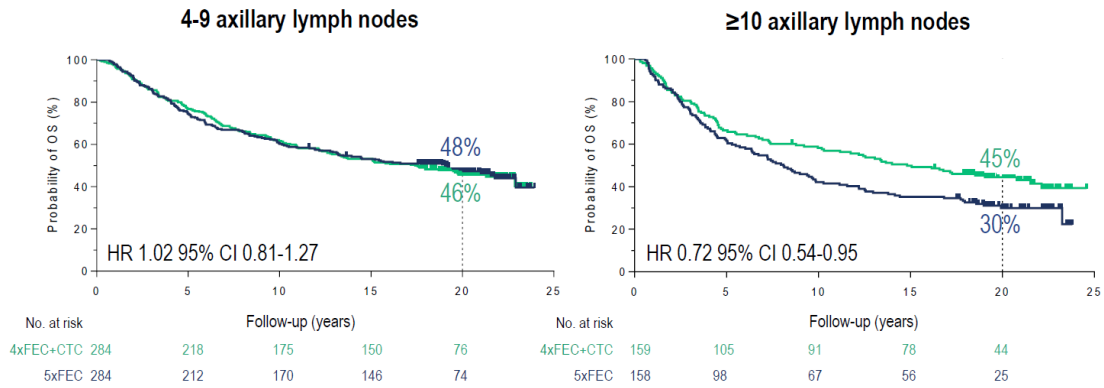 4-9 axillary lymph nodes
Probability of OS (%)
100
80
60
40
20
0
48%
46%
HR 1.02 95% CI 0.81-1.27
0 5 10 15 20 25
No. at risk Follow-up (years)
4xFEC+CTC 284 218 175 150 76
5xFEC 284 212 170 146 74
≥10 axillary lymph nodes
Probability of OS (%)
100
80
60
40
20
0
45%
30%
HR 0.72 95% CI 0.54-0.95
0 5 10 15 20 25
No. at risk Follow-up (years)
4xFEC+CTC 159 105 91 78 44
5xFEC 158 98 67 56 25